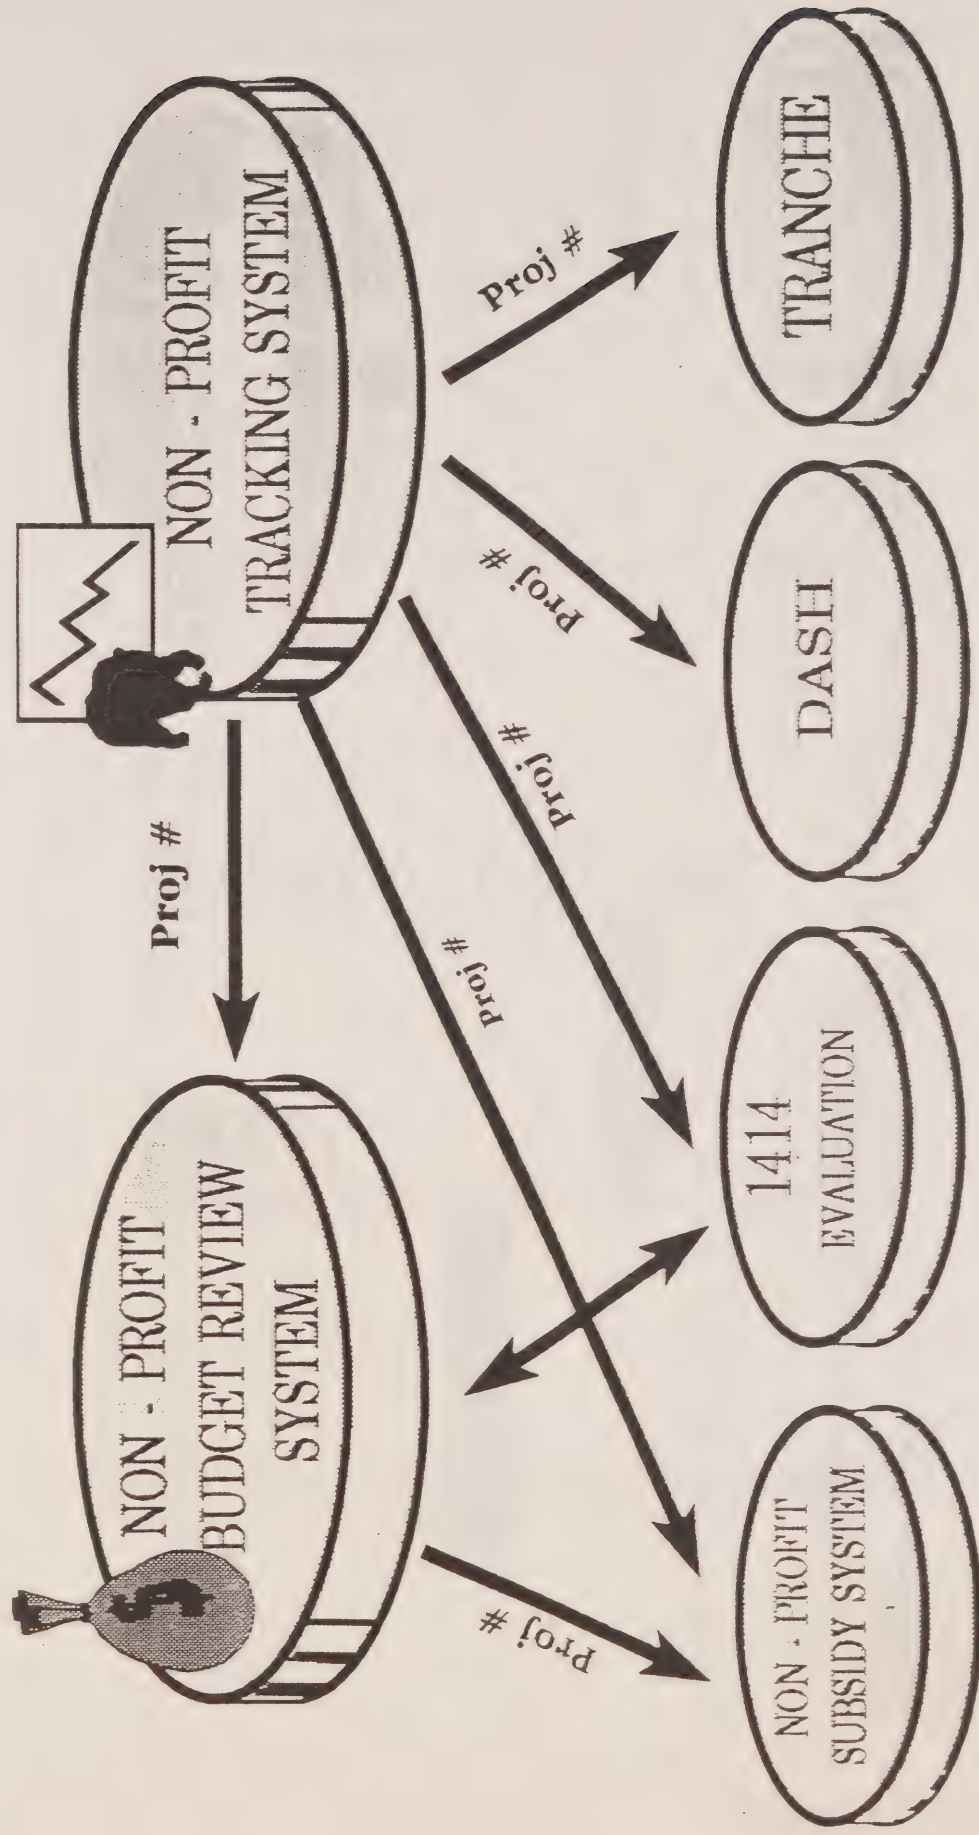 NON - PROFIT
BUDGET REVIEW
SYSTEM
Proj #
NON - PROFIT
TRACKING SYSTEM
Proj #
Proj #
Proj #
Proj #
Proj #
NON - PROFIT
SUBSIDY SYSTEM
1414
EVALUATION
DASH
TRANCHE